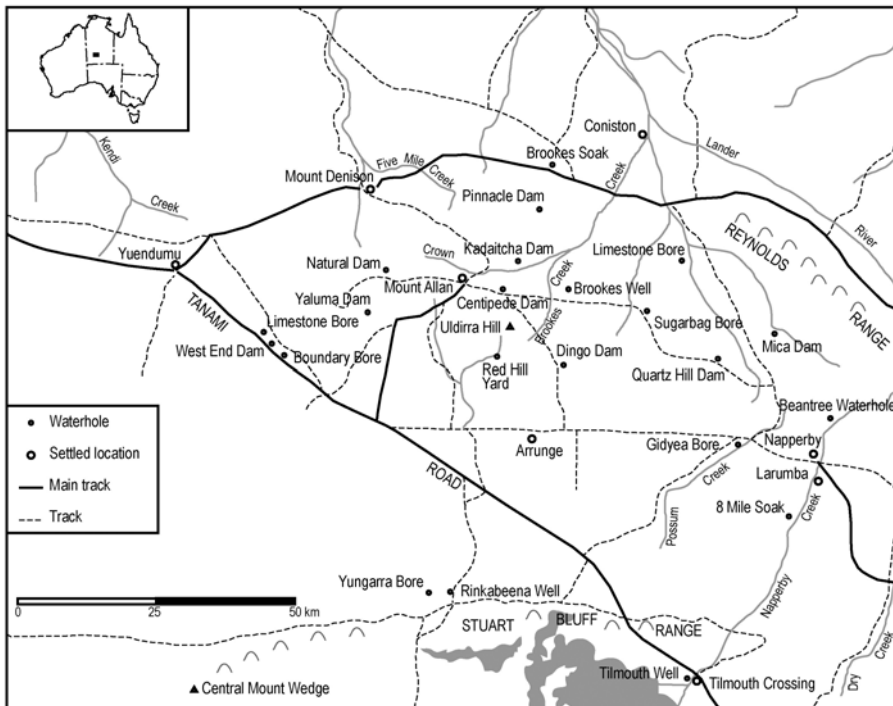 Coniston
Kendi
Creek
Five Mile Creek
Brookes Soak
Lander
River
Mount Denison
Pinnacle Dam
Creek
REYNOLDS
RANGE
Yuendumu
Natural Dam
Crown
Kadaitcha Dam
Limestone Bore
Mount Allan
Yaluma Dam
Centipede Dam
Brookes Well
Brookes
Creek
TANAMI
Limestone Bore
Uldirra Hill
Sugarbag Bore
West End Dam
Boundary Bore
Red Hill
Yard
Dingo Dam
Mica Dam
Quartz Hill Dam
Beantree Waterhole
Waterhole
Settled location
Main track
Track
Arrunge
Gidyea Bore
Napperby
ROAD
Larumba
Possum
Creek
8 Mile Soak
Napperby
Creek
0
25
50 km
Yungarra Bore
Rinkabeena Well
STUART
BLUFF
RANGE
Dry
Creek
Central Mount Wedge
Tilmouth Well
Tilmouth Crossing